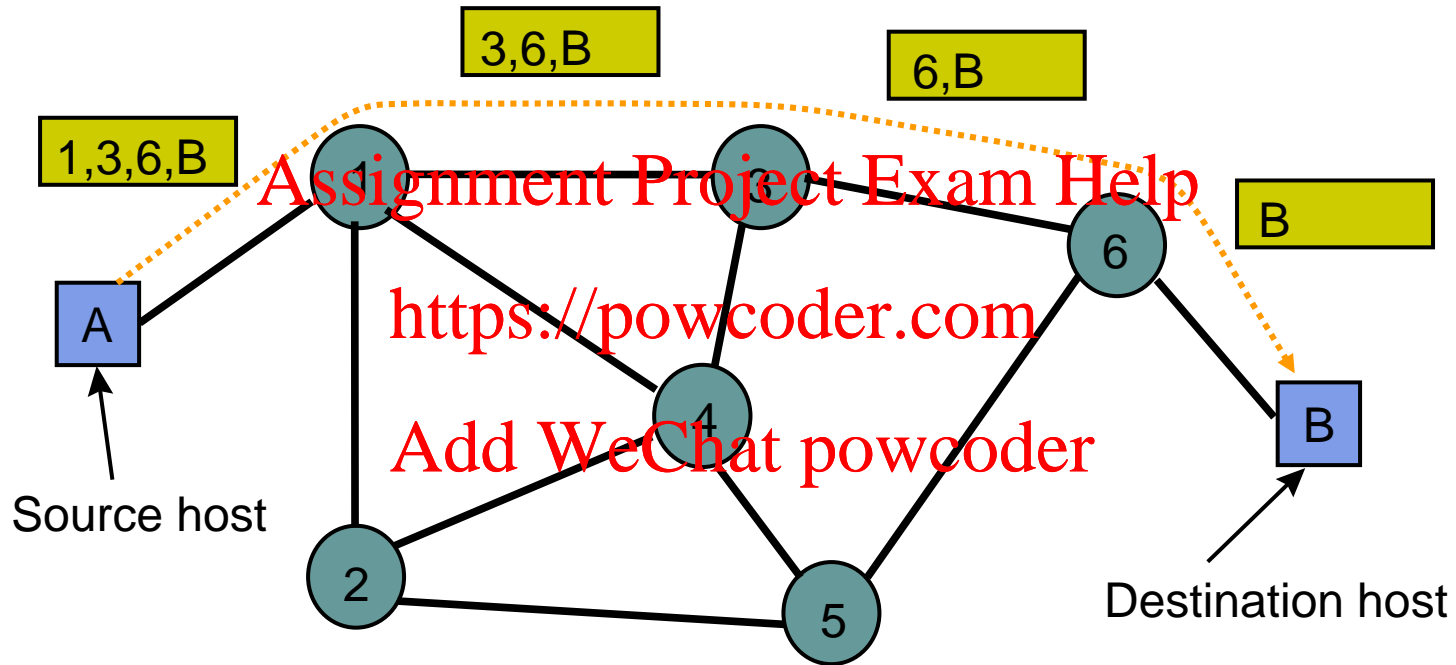 3,6,B
6,B
1,3,6,B
1
3
Assignment Project Exam Help
B
6
A
https://powcoder.com
4
B
Add WeChat powcoder
Source host
2
5
Destination host